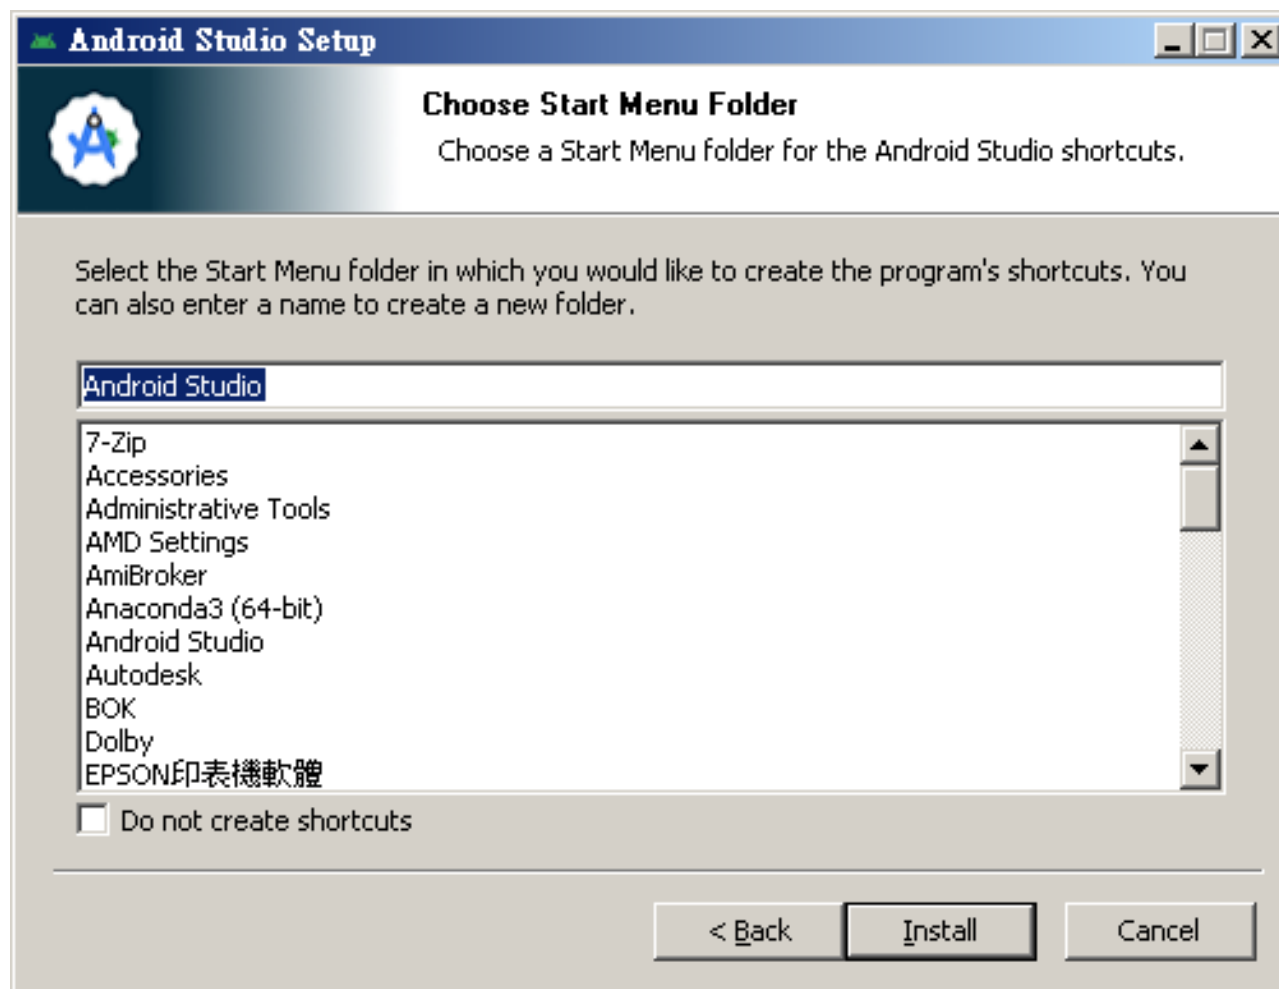 Android Studio Setup
Choose Start Menu Folder
Choose a Start Menu folder for the Android Studio shortcuts.
Select the Start Menu folder in which you would like to create the program's shortcuts. You
can also enter a name to create a new folder.
Android Studio
7-Zip
Accessories
Administrative Tools
AMD Settings
AmiBroker
Anaconda3 (64-bit)
Android Studio
Autodesk
BOK
Dolby
EPSON印表機軟體
Do not create shortcuts
< Back
Install
Cancel